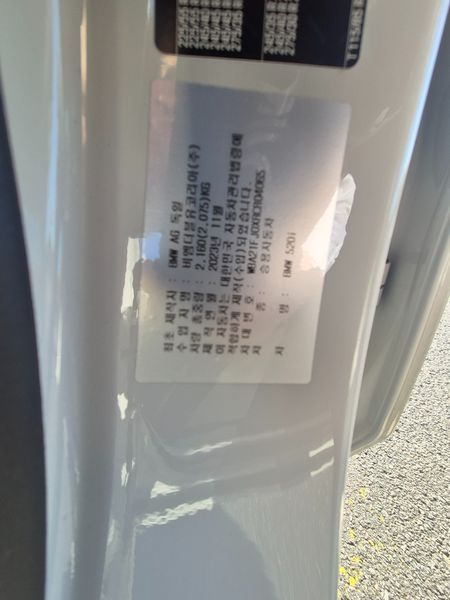 최초 제작자 : BMW AG 독일
수 입 자 명 : 비엠더블유코리아(주)
차량 총중량 : 2,160(2,075)KG
제 작 연 월 : 2023년 11월
이 자동차는 대한민국 자동차관리법령에
적합하게 제작(수입)되었습니다.
차 대 번 호 : WBA21FJ0XRCR04065
차 종 : 승용자동차
차 명 : BMW 520i